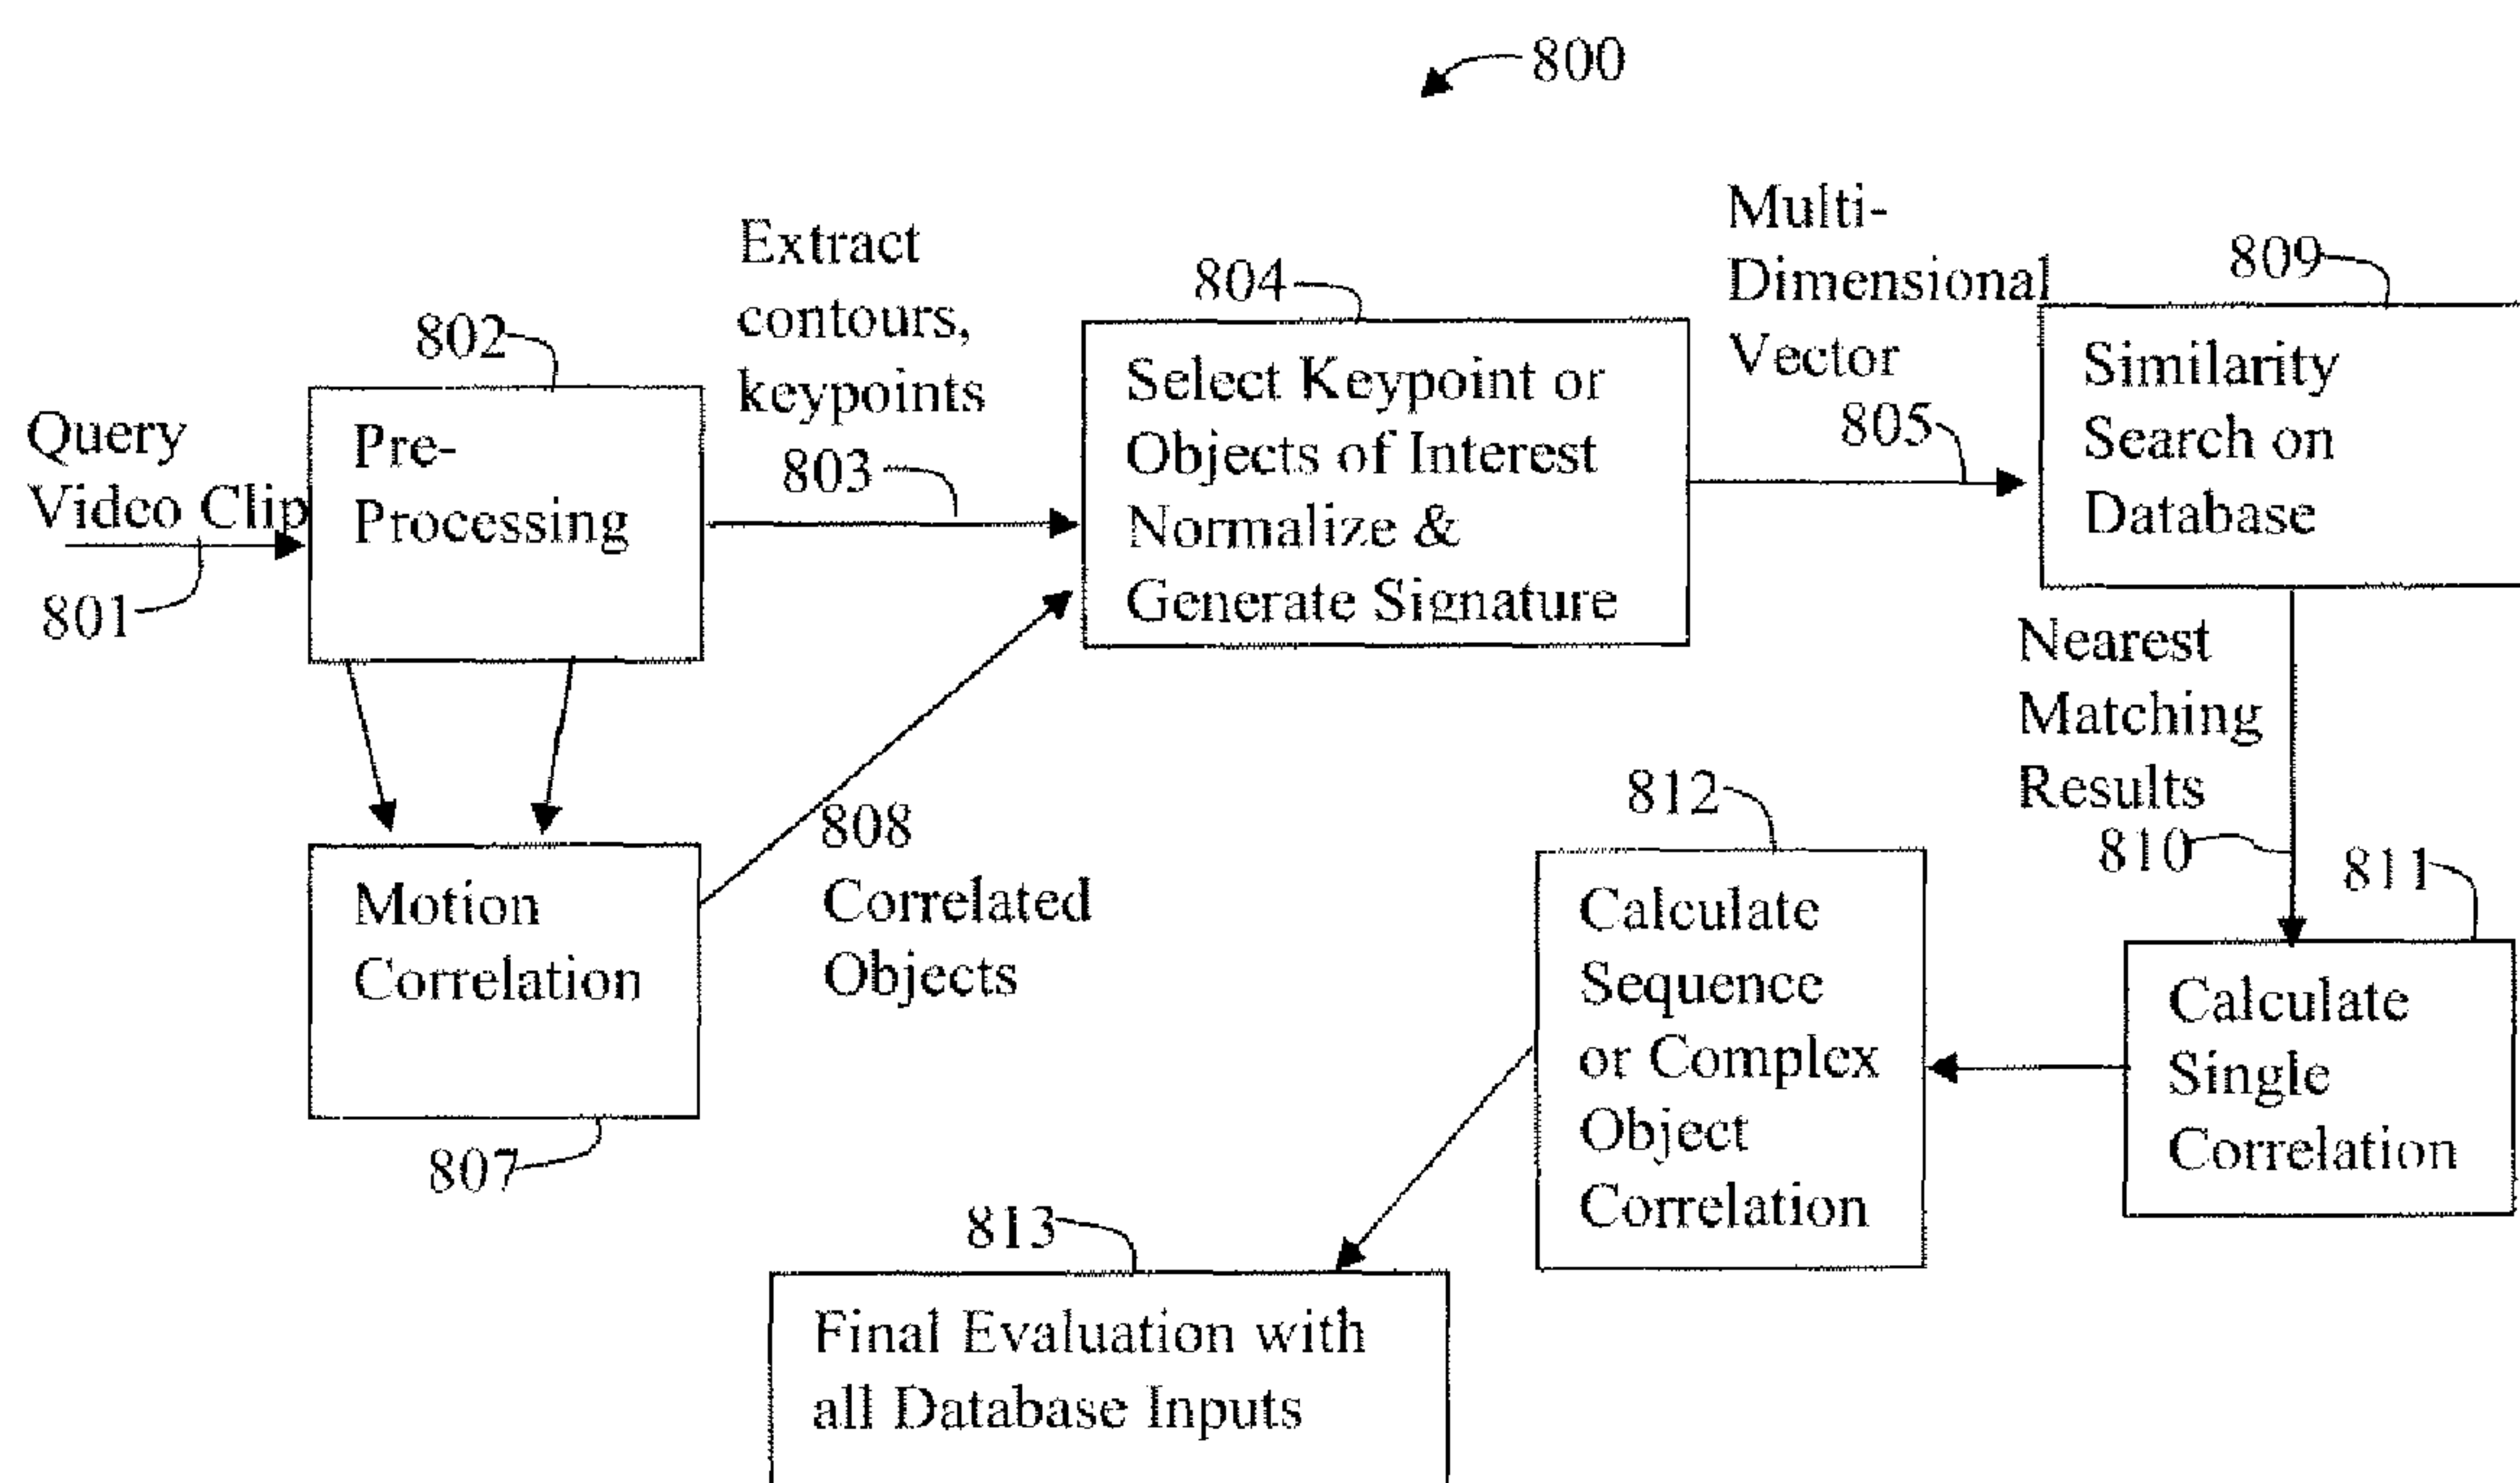 800
Query
Video Clip
801
802
Pre-
Processing
Extract
contours,
keypoints
803
804
Select Keypoint or
Objects of Interest
Normalize &
Generate Signature
Multi-
Dimensional
Vector
805
809
Similarity
Search on
Database
Nearest
Matching
Results
810
811
Calculate
Single
Correlation
812
Calculate
Sequence
or Complex
Object
Correlation
808
Correlated
Objects
Motion
Correlation
807
813
Final Evaluation with
all Database Inputs